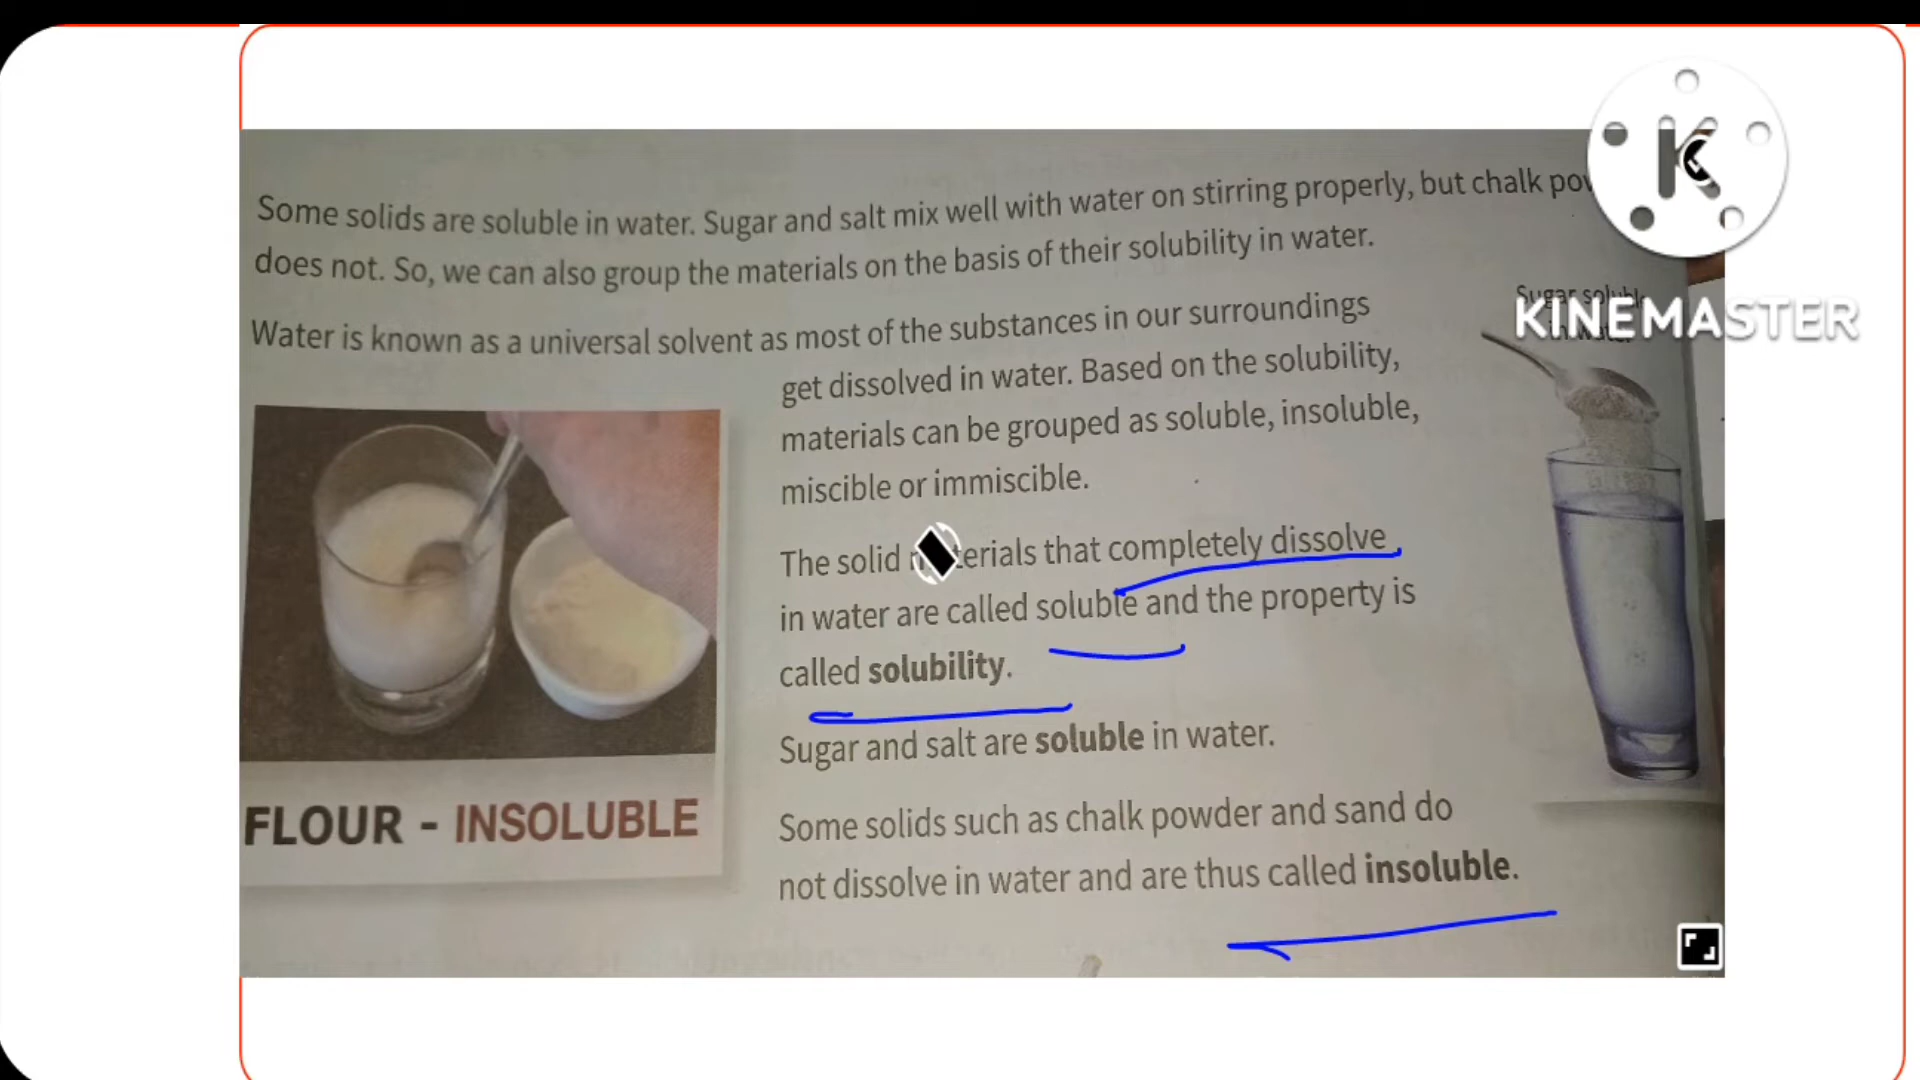 Some solids are soluble in water. Sugar and salt mix well with water on stirring properly, but chalk
does not. So, we can also group the materials on the basis of their solubility in water.
Water is known as a universal solvent as most of the substances in our surroundings
get dissolved in water. Based on the solubility,
materials can be grouped as soluble, insoluble,
miscible or immiscible.
The solid that completely dissolve
in water are called soluble and the property is
called solubility.
Sugar and salt are soluble in water.
Some solids such as chalk powder and sand do
not dissolve in water and are thus called insoluble.
FLOUR - INSOLUBLE
Sugar soluble
in water
K
KINEMASTER